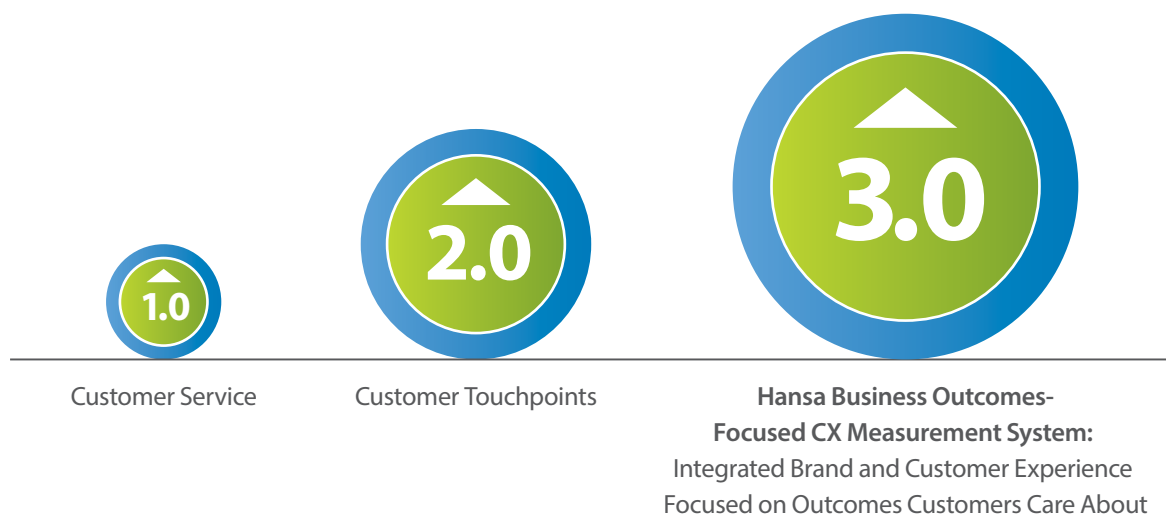 1.0
2.0
3.0
Customer Service
Customer Touchpoints
Hansa Business Outcomes-
Focused CX Measurement System:
Integrated Brand and Customer Experience
Focused on Outcomes Customers Care About